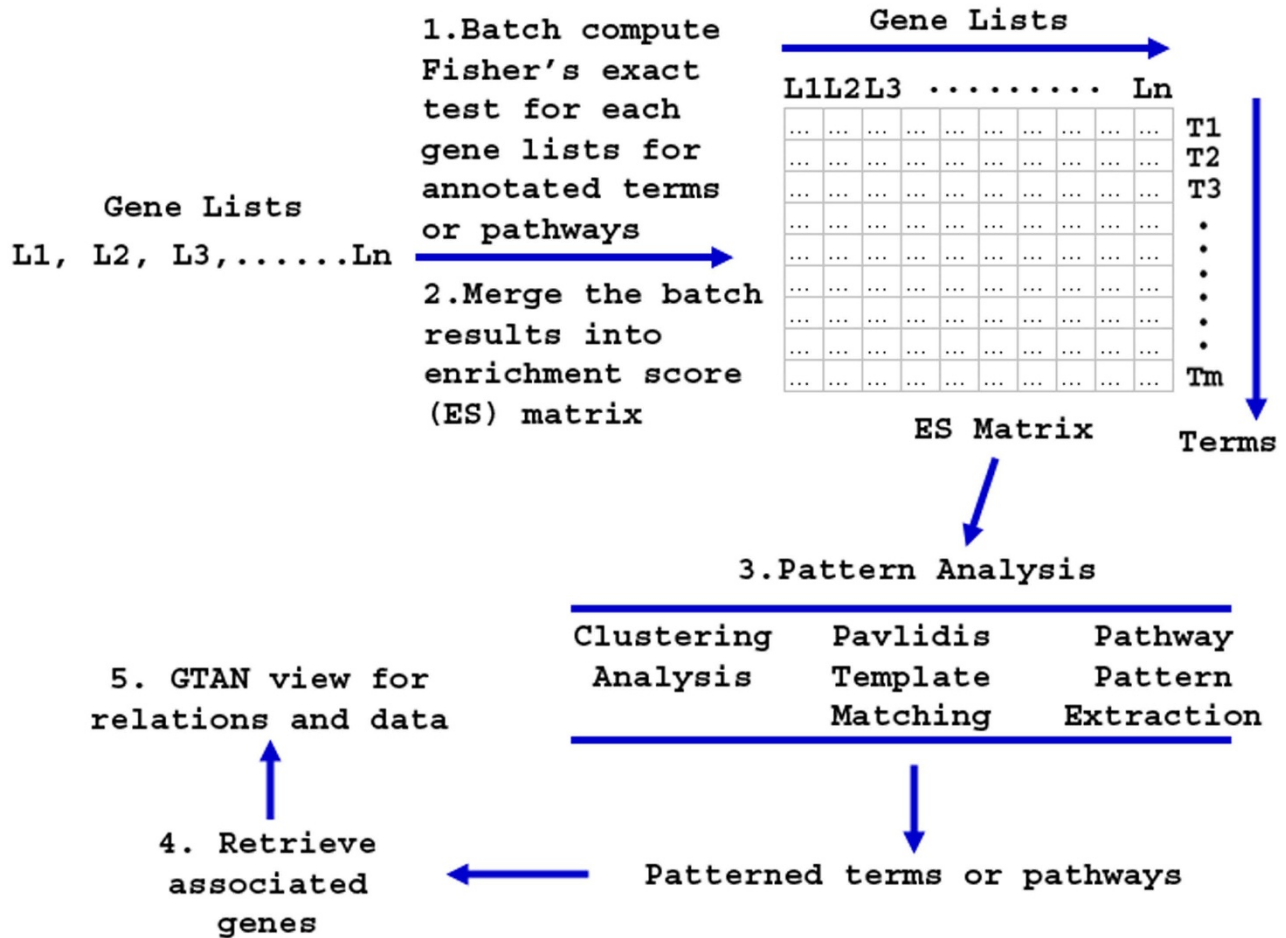 Gene Lists
L1, L2, L3,......Ln
1.Batch compute
Fisher's exact
test for each
gene lists for
annotated terms
or pathways
2.Merge the batch
results into
enrichment score
(ES) matrix
Gene Lists
L1L2L3 ········· Ln
... ... ... ... ... ... ... ... ... ... T1
... ... ... ... ... ... ... ... ... ... T2
... ... ... ... ... ... ... ... ... ... T3
... ... ... ... ... ... ... ... ... ... ·
... ... ... ... ... ... ... ... ... ... ·
... ... ... ... ... ... ... ... ... ... ·
... ... ... ... ... ... ... ... ... ... ·
... ... ... ... ... ... ... ... ... ... ·
... ... ... ... ... ... ... ... ... ... Tm
ES Matrix
Terms
3.Pattern Analysis
Clustering
Analysis
Pavlidis
Template
Matching
Pathway
Pattern
Extraction
Patterned terms or pathways
4. Retrieve
associated
genes
5. GTAN view for
relations and data